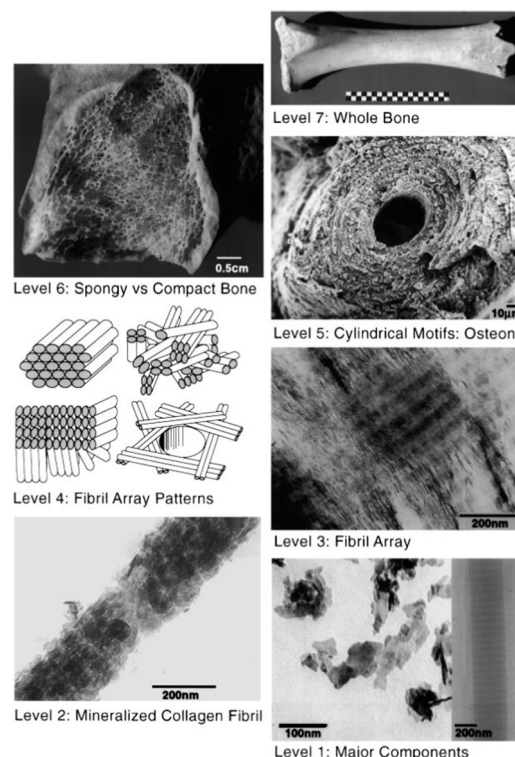 Level 7: Whole Bone
0.5cm
Level 6: Spongy vs Compact Bone
Level 5: Cylindrical Motifs: Osteon
Level 4: Fibril Array Patterns
200nm
Level 3: Fibril Array
200nm
Level 2: Mineralized Collagen Fibril
100nm
200nm
Level 1: Major Components